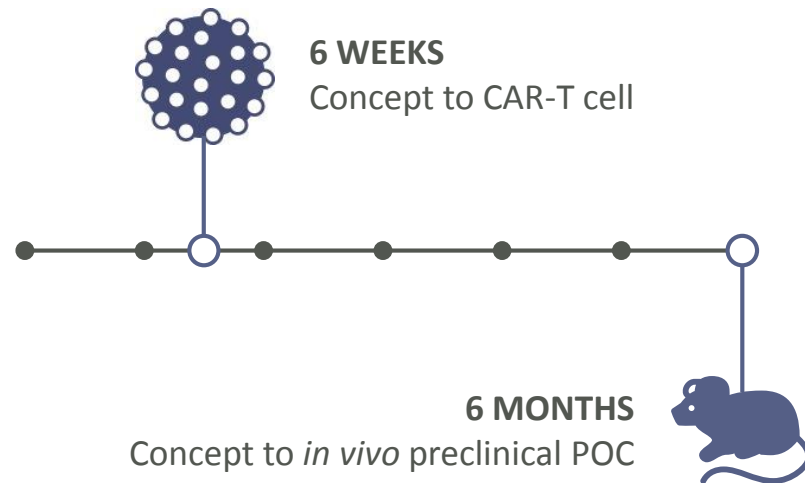 6 WEEKS
Concept to CAR-T cell
6 MONTHS
Concept to in vivo preclinical POC